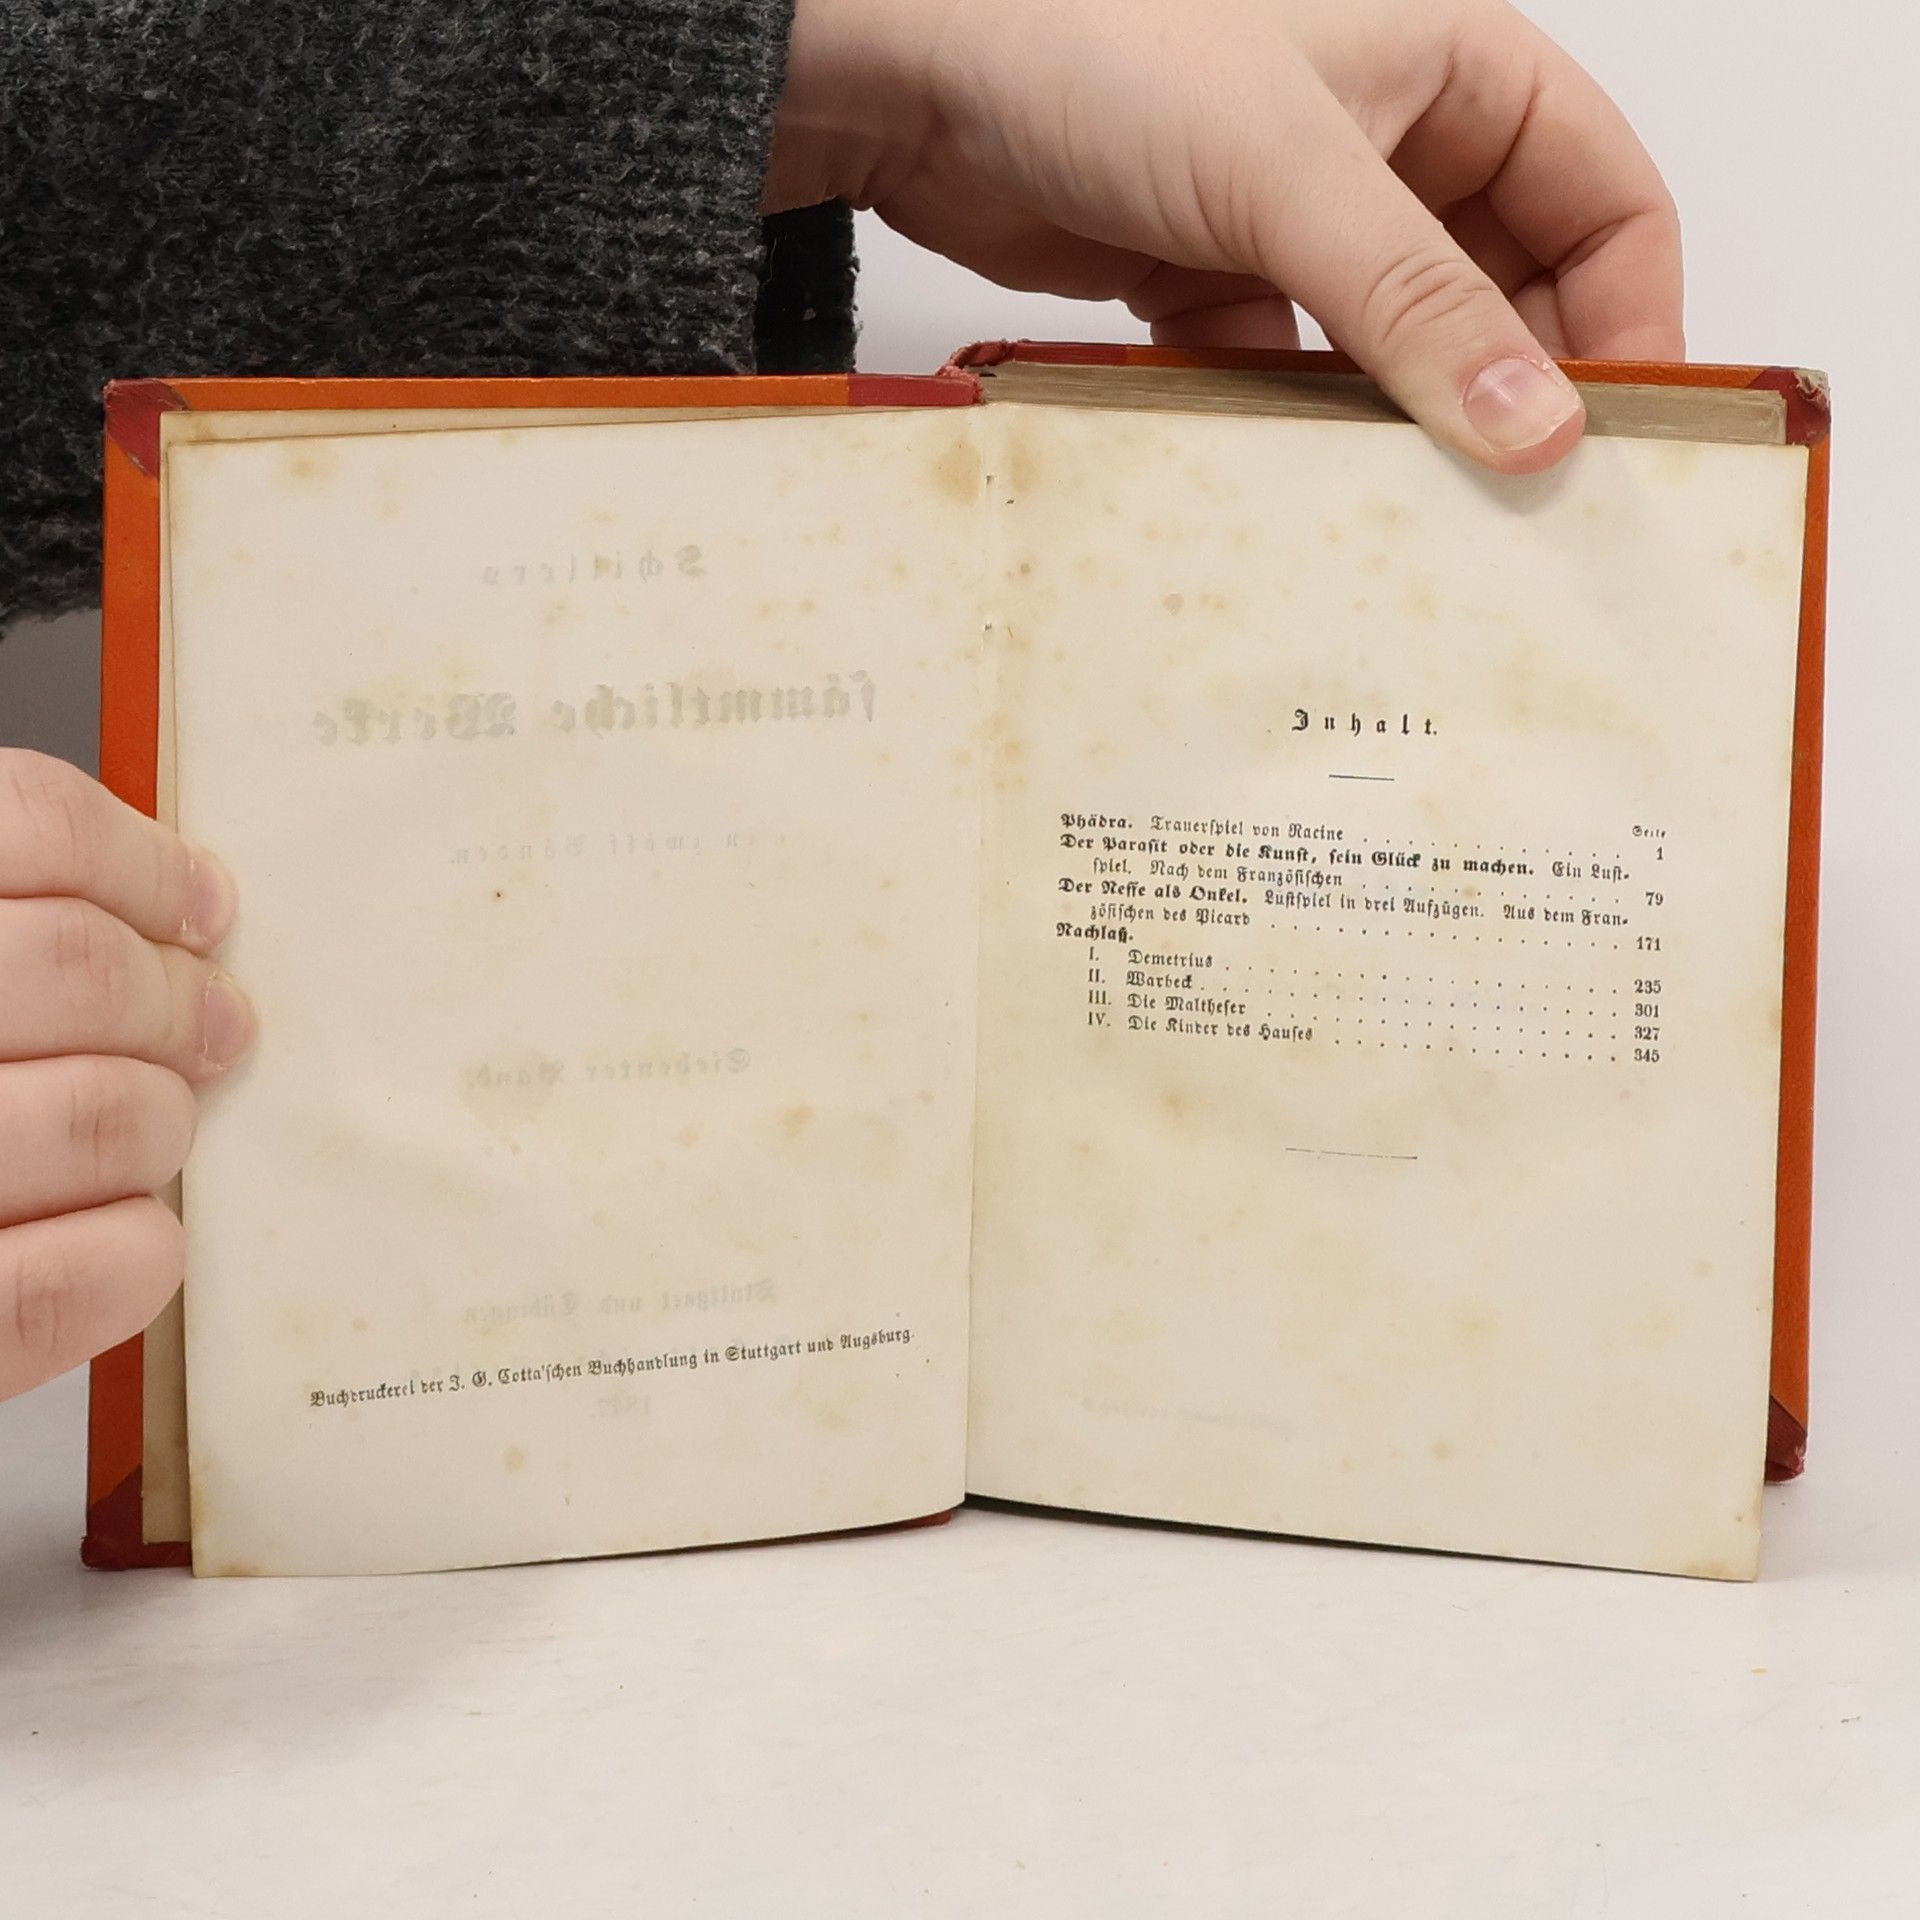 Schillers
sämmtliche Werke
in zwölf Bänden.
Siebenter Band.
Stuttgart und Tübingen.
Buchdruckerei der J. G. Cotta'schen Buchhandlung in Stuttgart und Augsburg.
Inhalt.
Seite
Phädra. Trauerspiel von Racine . . . . . . . . . . . . 1
Der Parasit oder die Kunst, sein Glück zu machen. Ein Lust-
spiel. Nach dem Französischen . . . . . . . . . . . . 79
Der Neffe als Onkel. Lustspiel in drei Aufzügen. Aus dem Fran-
zösischen des Picard . . . . . . . . . . . . . . . 171
Nachlaß.
I. Demetrius . . . . . . . . . . . . . . . . . 235
II. Warbeck . . . . . . . . . . . . . . . . . . 301
III. Die Maltheser . . . . . . . . . . . . . . . 327
IV. Die Kinder des Hauses . . . . . . . . . . . . 345